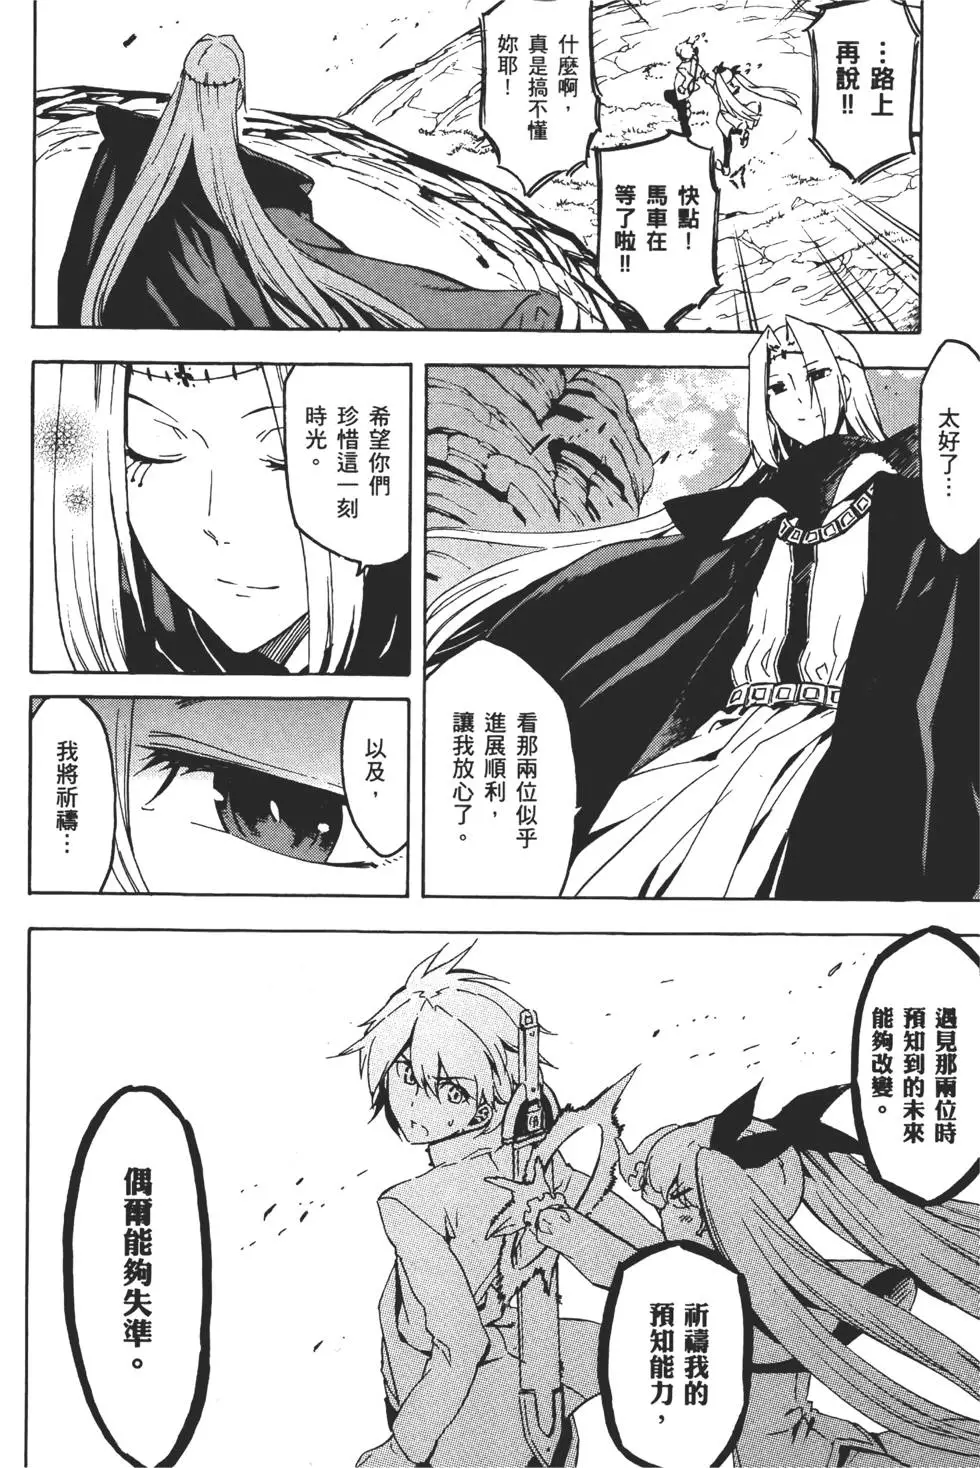 …路上
再說!!
快點!
馬車在
等了啦!!
什麼啊,
真是搞不懂
妳耶!
太好了…
看那兩位似乎
進展順利,
讓我放心了。
希望你們
珍惜這一刻
時光。
以及,
我將祈禱…
遇見那兩位時
預知到的未來
能夠改變。
祈禱我的
預知能力,
偶爾能夠失準。